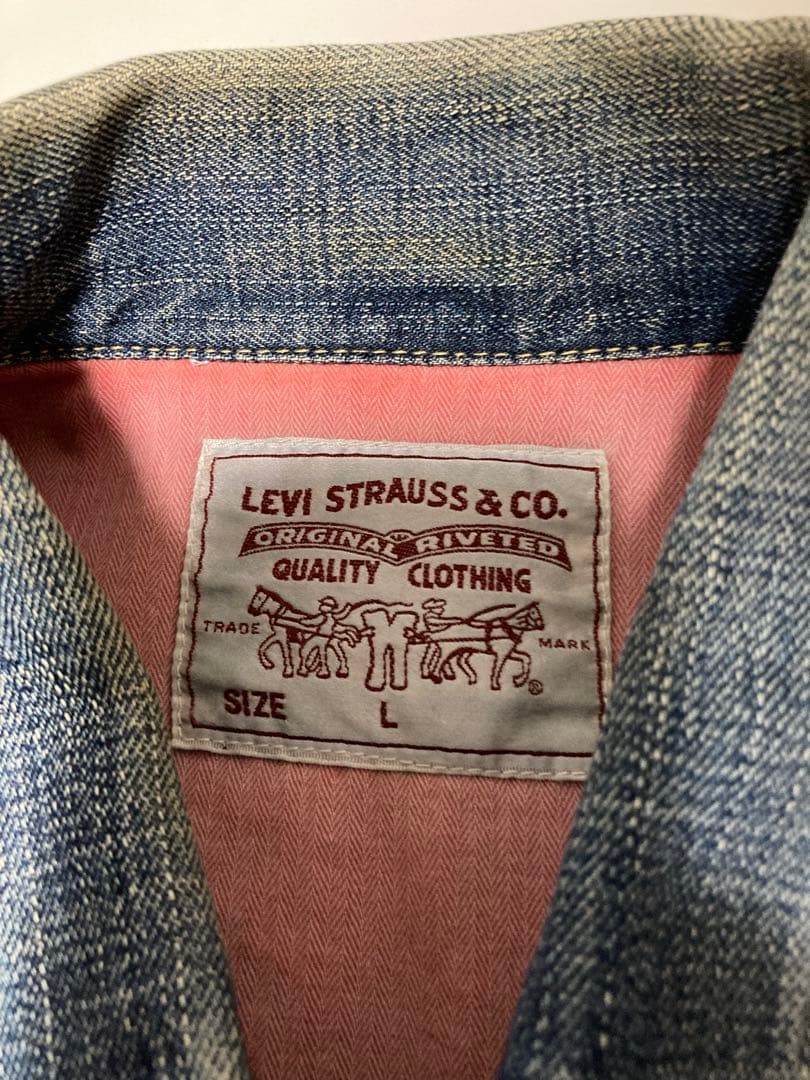 LEVI STRAUSS & CO.
ORIGINAL RIVETED
QUALITY CLOTHING
TRADE MARK
®
SIZE L